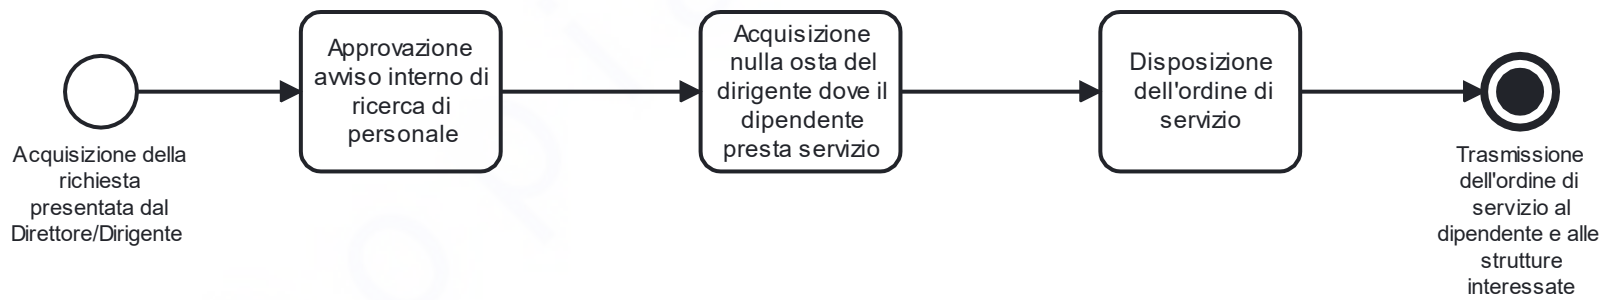 Acquisizione della
richiesta
presentata dal
Direttore/Dirigente
Approvazione
avviso interno di
ricerca di
personale
Acquisizione
nulla osta del
dirigente dove il
dipendente
presta servizio
Disposizione
dell'ordine di
servizio
Trasmissione
dell'ordine di
servizio al
dipendente e alle
strutture
interessate